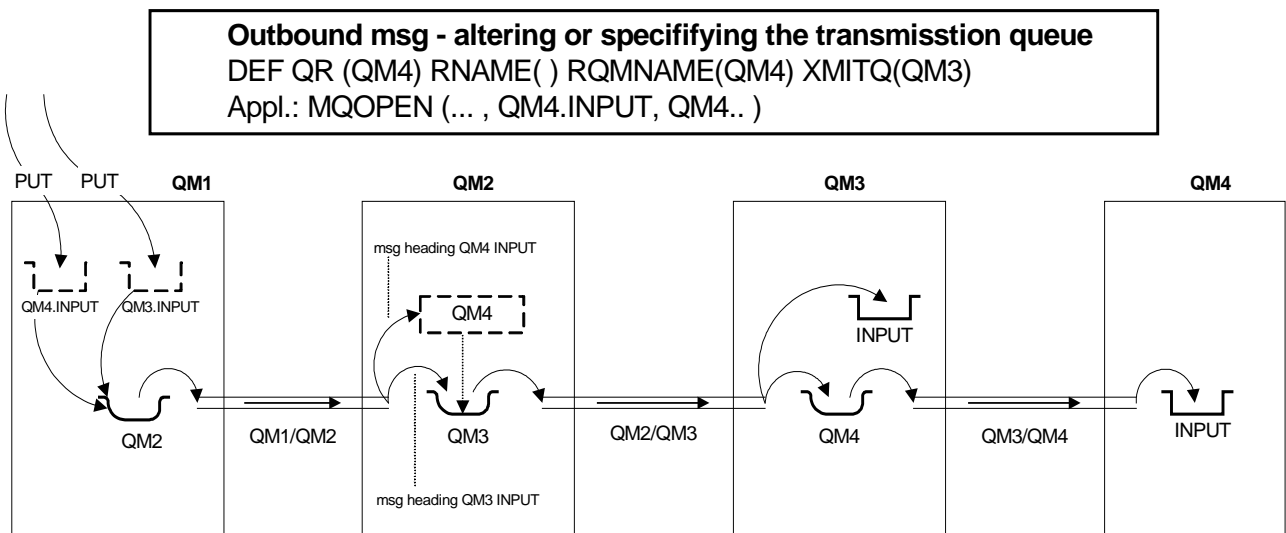 Outbound msg - altering or specififying the transmisstion queue
DEF QR (QM4) RNAME( ) RQMNAME(QM4) XMITQ(QM3)
Appl.: MQOPEN (... , QM4.INPUT, QM4.. )
PUT PUT QM1 QM2 QM3 QM4
msg heading QM4 INPUT
QM4.INPUT QM3.INPUT
QM4
INPUT
QM2 QM1/QM2 QM3 QM2/QM3 QM4 QM3/QM4 INPUT
msg heading QM3 INPUT